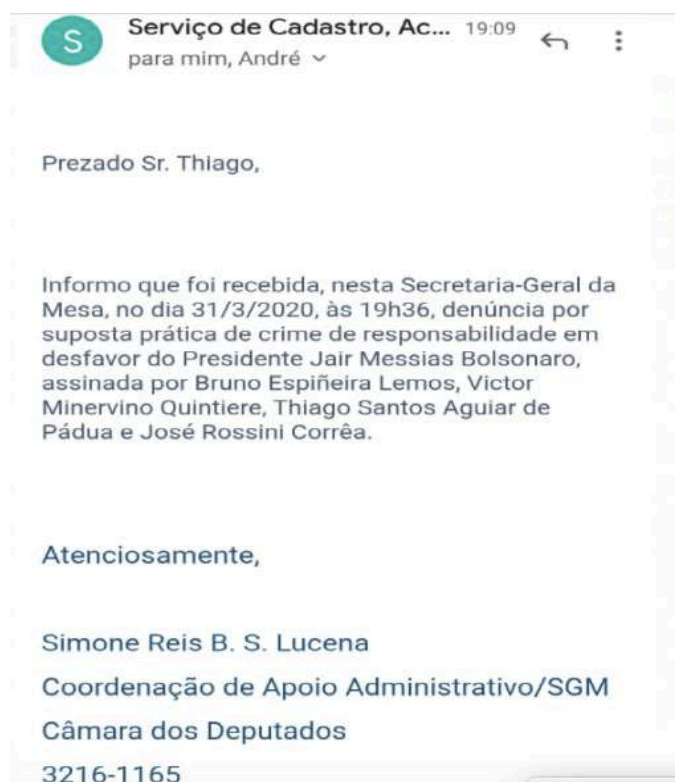 S
Serviço de Cadastro, Ac... 19:09
para mim, André
Prezado Sr. Thiago,
Informo que foi recebida, nesta Secretaria-Geral da
Mesa, no dia 31/3/2020, às 19h36, denúncia por
suposta prática de crime de responsabilidade em
desfavor do Presidente Jair Messias Bolsonaro,
assinada por Bruno Espiñeira Lemos, Victor
Minervino Quintiere, Thiago Santos Aguiar de
Pádua e José Rossini Corrêa.
Atenciosamente,
Simone Reis B. S. Lucena
Coordenação de Apoio Administrativo/SGM
Câmara dos Deputados
3216-1165